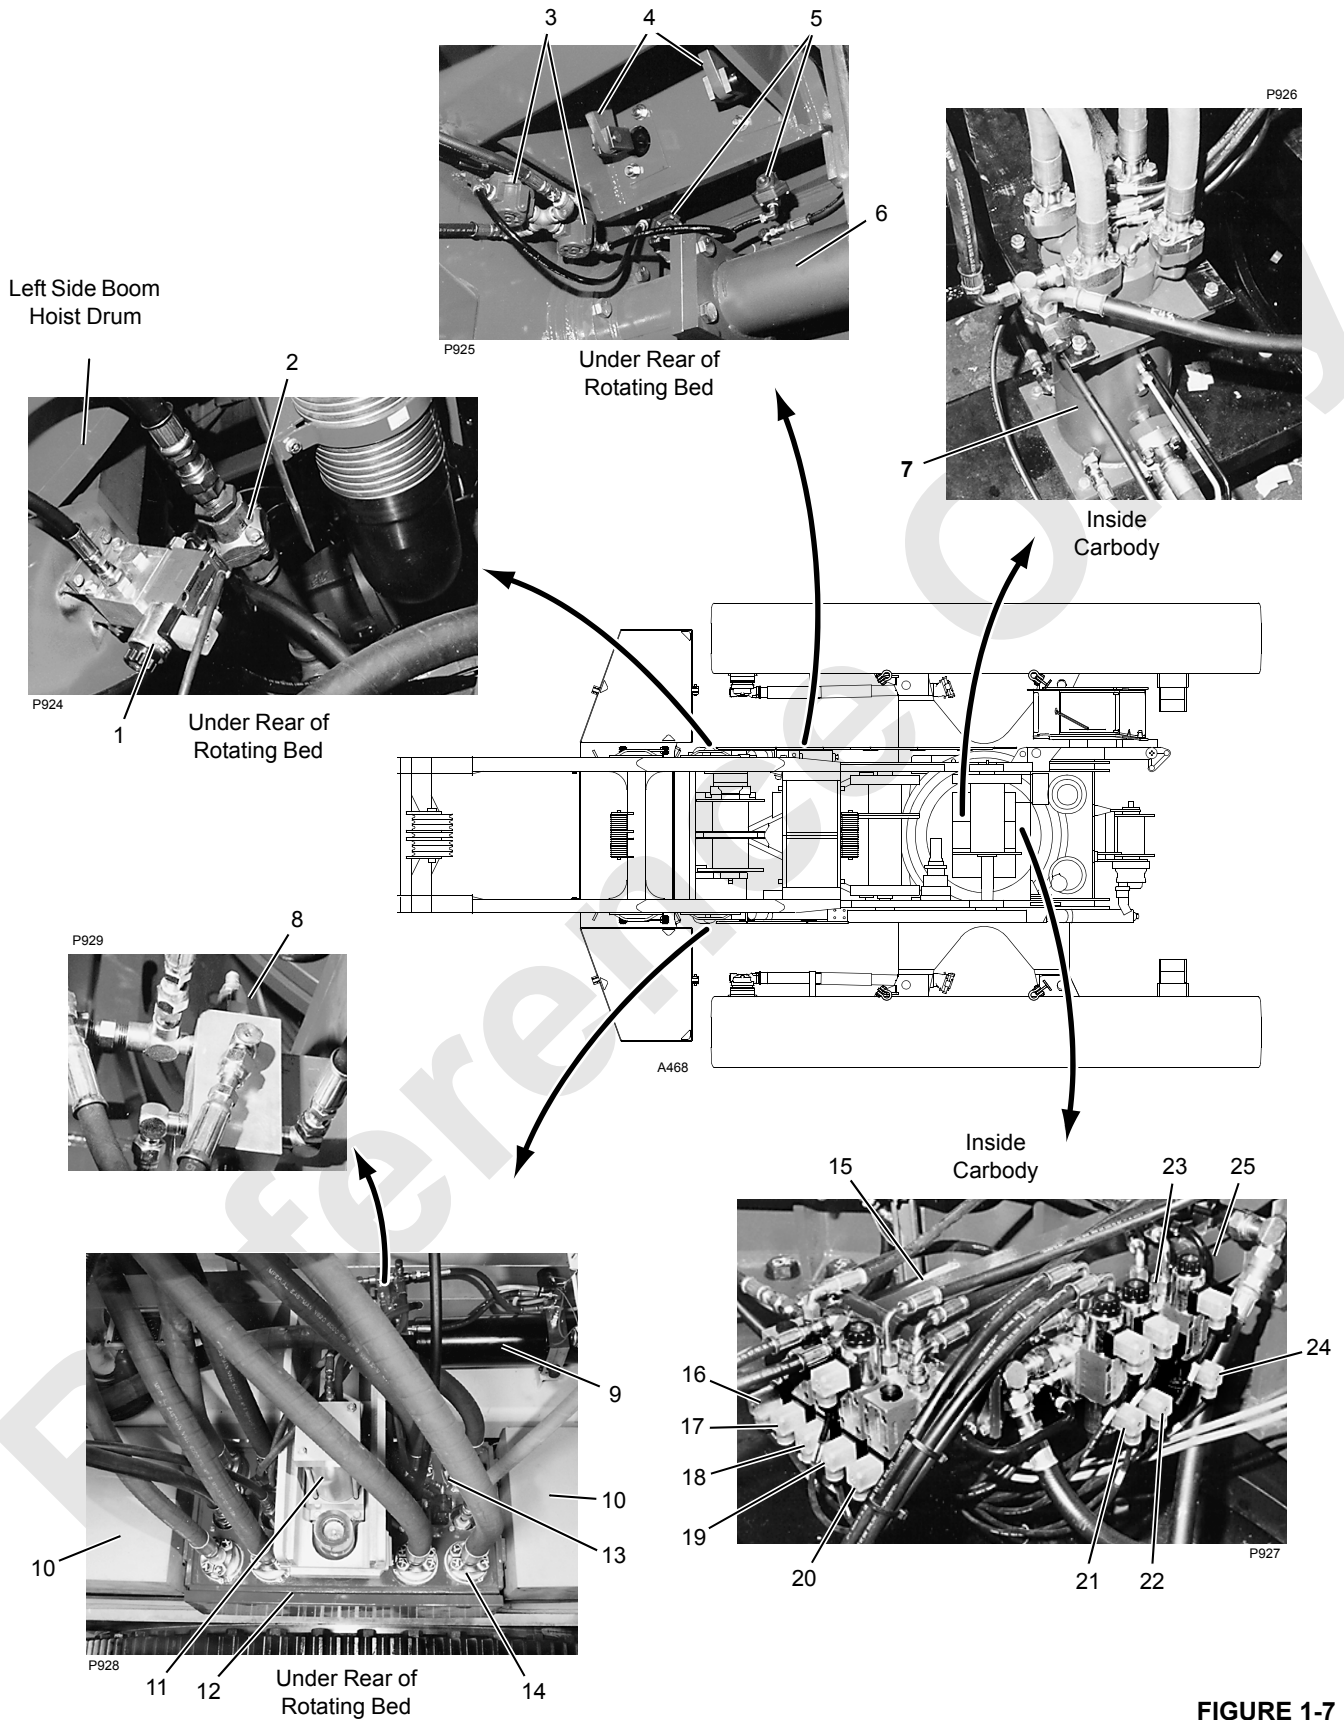 3
4
5
P926
6
Left Side Boom
Hoist Drum
P925
Under Rear of
Rotating Bed
2
7
Inside
Carbody
P924
1
Under Rear of
Rotating Bed
8
P929
A468
Inside
Carbody
15
23
25
9
16
24
17
10
18
10
13
19
P927
20
21
22
P928
11
12
Under Rear of
Rotating Bed
14
FIGURE 1-7
Reference Only